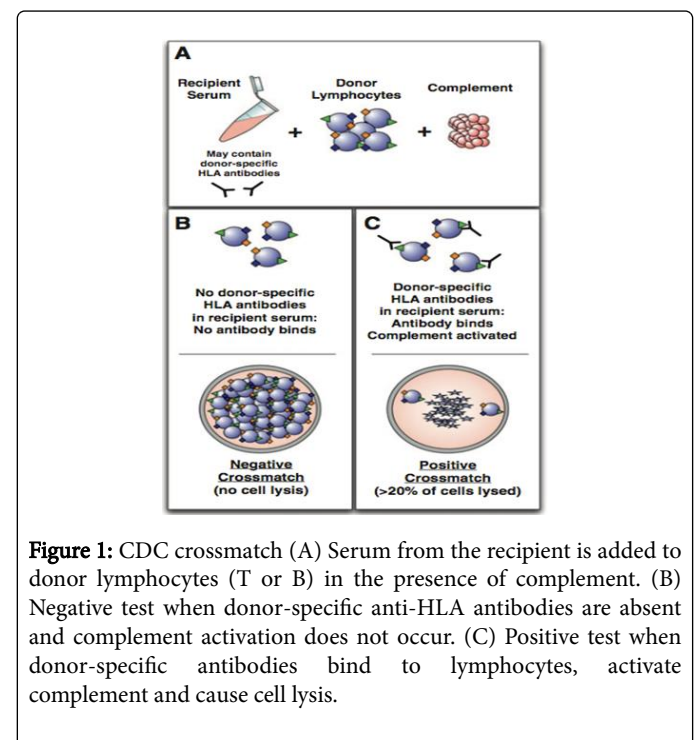 A
Recipient
Serum
Donor
Lymphocytes
Complement
+
+
May contain
donor-specific
HLA antibodies
B
No donor-specific
HLA antibodies
in recipient serum:
No antibody binds
Negative
Crossmatch
(no cell lysis)
C
Donor-specific
HLA antibodies
in recipient serum:
Antibody binds
Complement activated
Positive
Crossmatch
(>20% of cells lysed)
Figure 1: CDC crossmatch (A) Serum from the recipient is added to
donor lymphocytes (T or B) in the presence of complement. (B)
Negative test when donor-specific anti-HLA antibodies are absent
and complement activation does not occur. (C) Positive test when
donor-specific antibodies bind to lymphocytes, activate
complement and cause cell lysis.